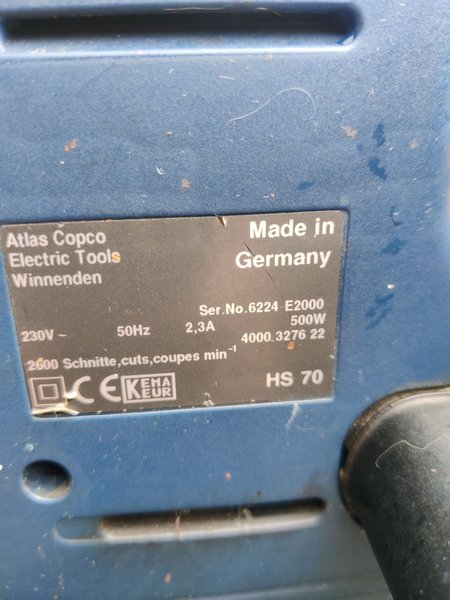 Atlas Copco
Electric Tools
Winnenden
Made in
Germany
Ser.No.6224 E2000
230V ~ 50Hz 2,3A 500W
4000 3276 22
2600 Schnitte,cuts,coupes min⁻¹
CE KEMA KEUR
HS 70